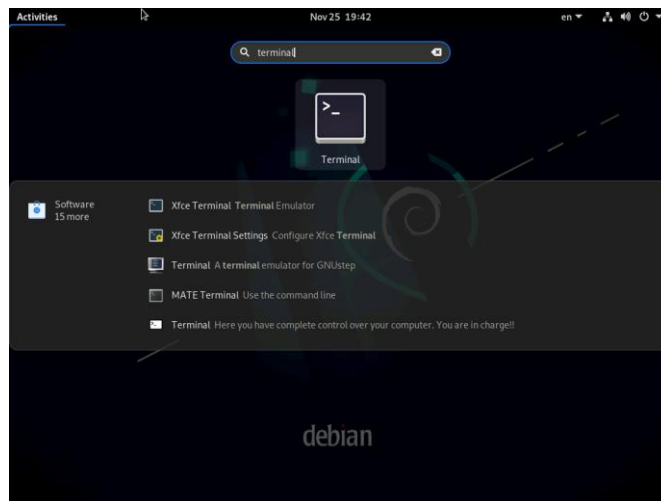 Activities Nov 25 19:42 en
terminal
>_
Terminal
Software
15 more
Xfce Terminal Terminal Emulator
Xfce Terminal Settings Configure Xfce Terminal
Terminal A terminal emulator for GNUstep
MATE Terminal Use the command line
Terminal Here you have complete control over your computer. You are in charge!!
debian